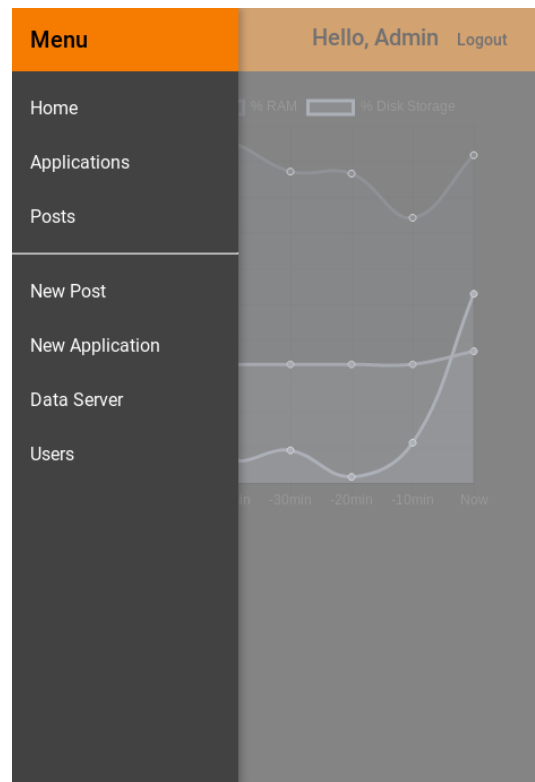 Menu
Hello, Admin Logout
Home
% RAM % Disk Storage
Applications
Posts
New Post
New Application
Data Server
Users
-30min -20min -10min Now